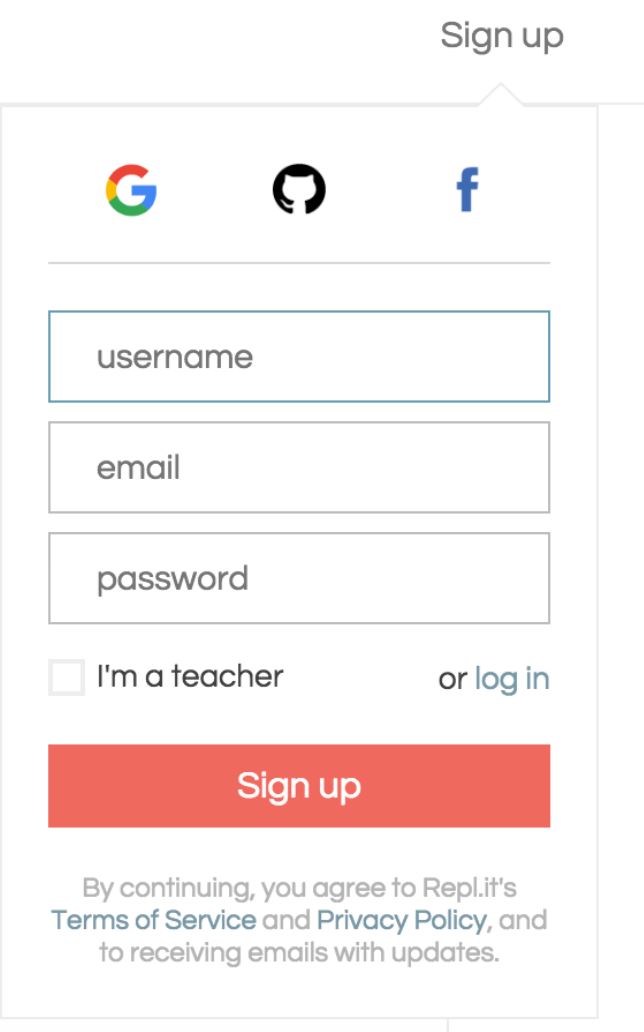 Sign up
username
email
password
I'm a teacher
or log in
Sign up
By continuing, you agree to Repl.it's
Terms of Service and Privacy Policy, and
to receiving emails with updates.